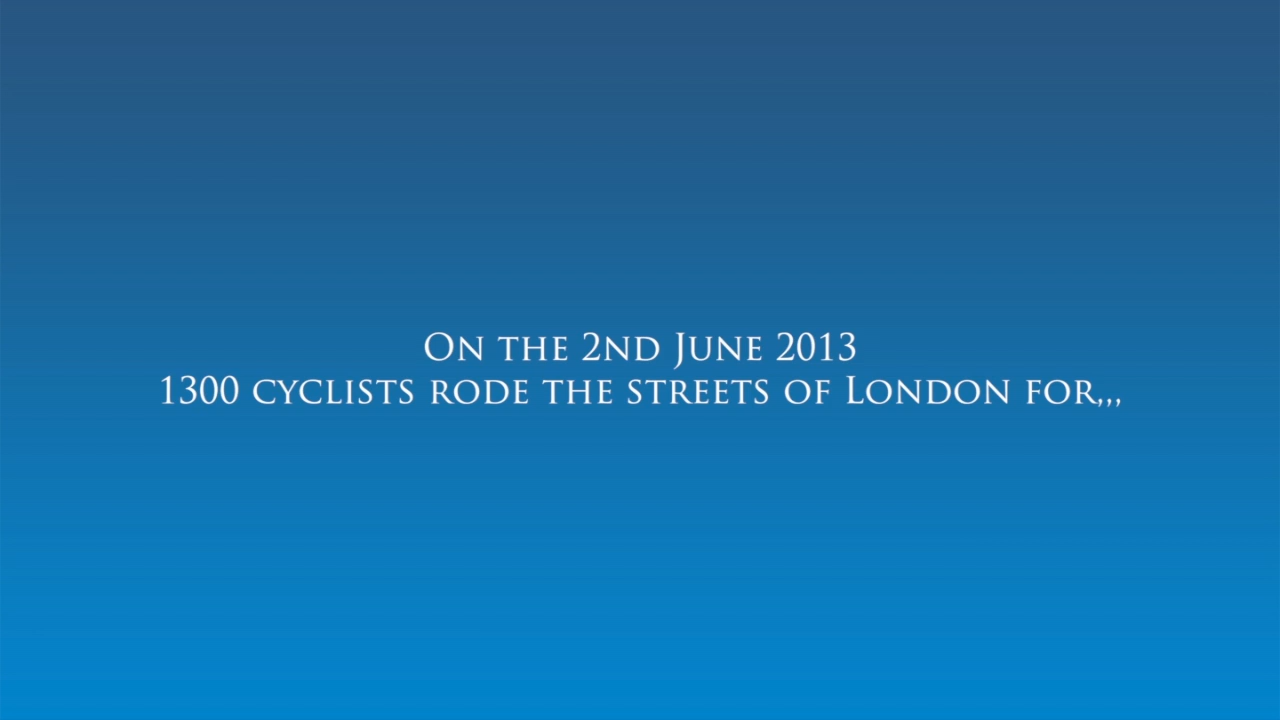 On the 2nd June 2013
1300 cyclists rode the streets of London for,,,